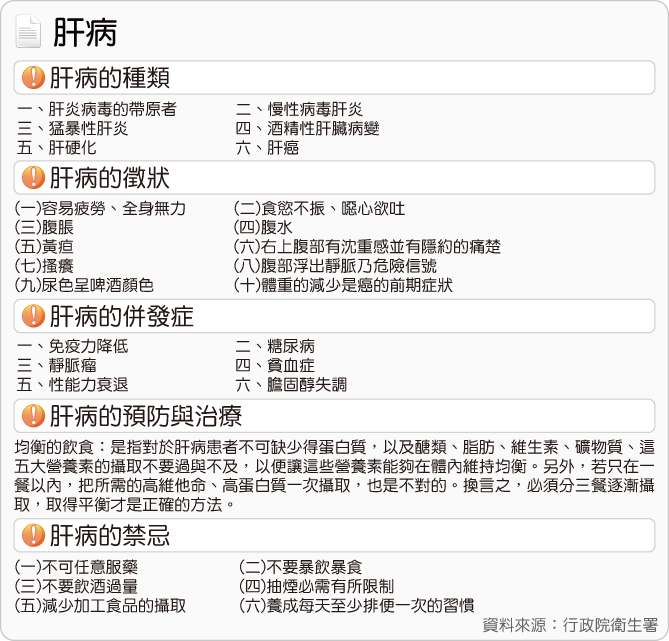 肝病
肝病的種類
一、肝炎病毒的帶原者 二、慢性病毒肝炎
三、猛暴性肝炎 四、酒精性肝臟病變
五、肝硬化 六、肝癌
肝病的徵狀
(一)容易疲勞、全身無力 (二)食慾不振、噁心欲吐
(三)腹脹 (四)腹水
(五)黃疸 (六)右上腹部有沈重感並有隱約的痛楚
(七)搔癢 (八)腹部浮出靜脈乃危險信號
(九)尿色呈啤酒顏色 (十)體重的減少是癌的前期症狀
肝病的併發症
一、免疫力降低 二、糖尿病
三、靜脈瘤 四、貧血症
五、性能力衰退 六、膽固醇失調
肝病的預防與治療
均衡的飲食：是指對於肝病患者不可缺少得蛋白質，以及醣類、脂肪、維生素、礦物質、這
五大營養素的攝取不要過與不及，以便讓這些營養素能夠在體內維持均衡。另外，若只在一
餐以內，把所需的高維他命、高蛋白質一次攝取，也是不對的。換言之，必須分三餐逐漸攝
取，取得平衡才是正確的方法。
肝病的禁忌
(一)不可任意服藥 (二)不要暴飲暴食
(三)不要飲酒過量 (四)抽煙必需有所限制
(五)減少加工食品的攝取 (六)養成每天至少排便一次的習慣
資料來源：行政院衛生署